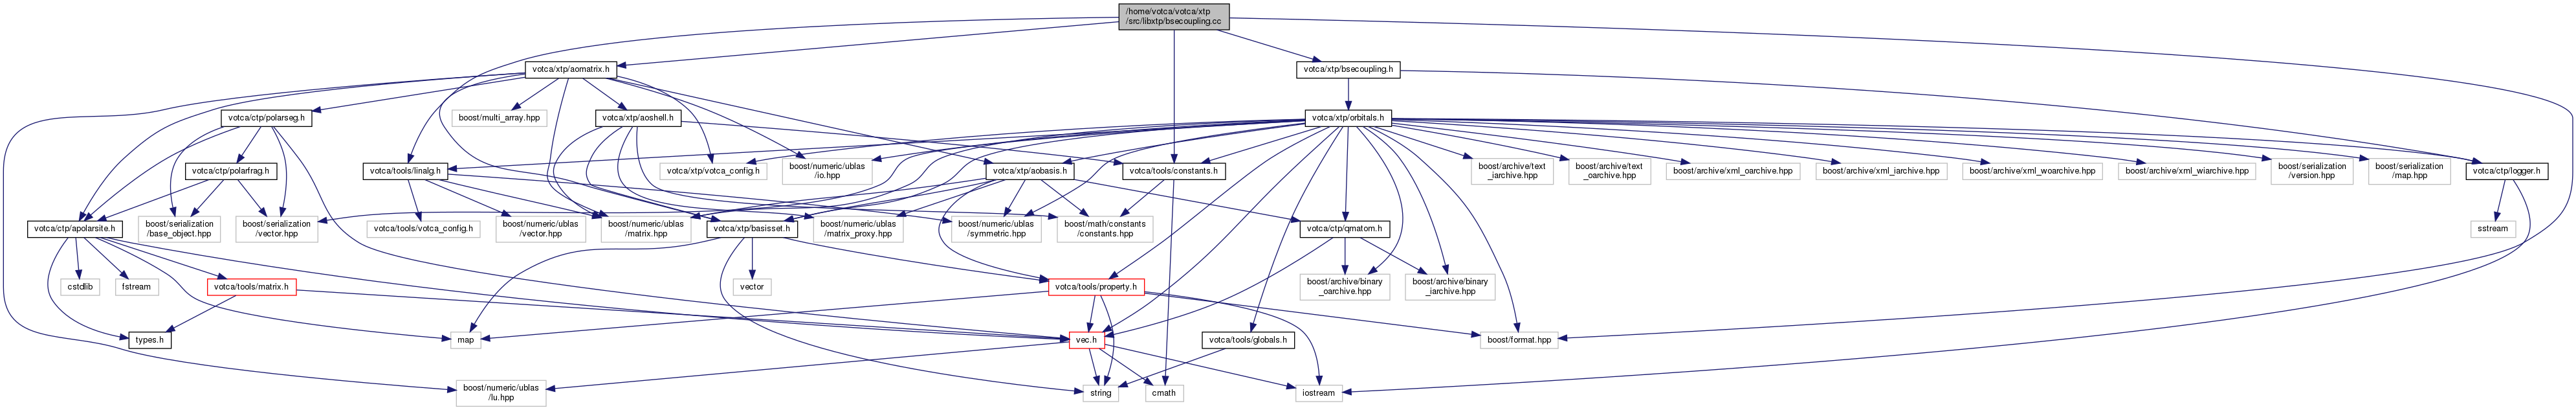 /home/votca/votca/xtp
/src/libxtp/bsecoupling.cc
votca/xtp/aomatrix.h
votca/xtp/bsecoupling.h
votca/ctp/polarseg.h
boost/multi_array.hpp
votca/xtp/aoshell.h
votca/xtp/orbitals.h
votca/ctp/polarfrag.h
votca/tools/linalg.h
votca/xtp/votca_config.h
boost/numeric/ublas
/io.hpp
votca/xtp/aobasis.h
votca/tools/constants.h
boost/archive/text
_iarchive.hpp
boost/archive/text
_oarchive.hpp
boost/archive/xml_oarchive.hpp
boost/archive/xml_iarchive.hpp
boost/archive/xml_woarchive.hpp
boost/archive/xml_wiarchive.hpp
boost/serialization
/version.hpp
boost/serialization
/map.hpp
votca/ctp/logger.h
votca/ctp/apolarsite.h
boost/serialization
/base_object.hpp
boost/serialization
/vector.hpp
votca/tools/votca_config.h
boost/numeric/ublas
/vector.hpp
boost/numeric/ublas
/matrix.hpp
votca/xtp/basisset.h
boost/numeric/ublas
/matrix_proxy.hpp
boost/numeric/ublas
/symmetric.hpp
boost/math/constants
/constants.hpp
votca/ctp/qmatom.h
sstream
cstdlib
fstream
votca/tools/matrix.h
vector
votca/tools/property.h
boost/archive/binary
_oarchive.hpp
boost/archive/binary
_iarchive.hpp
types.h
map
vec.h
votca/tools/globals.h
boost/format.hpp
boost/numeric/ublas
/lu.hpp
string
cmath
iostream